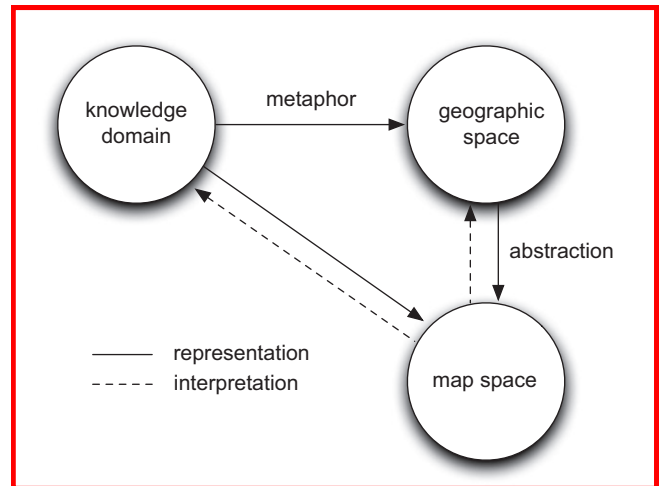 knowledge
domain
metaphor
geographic
space
abstraction
representation
interpretation
map space